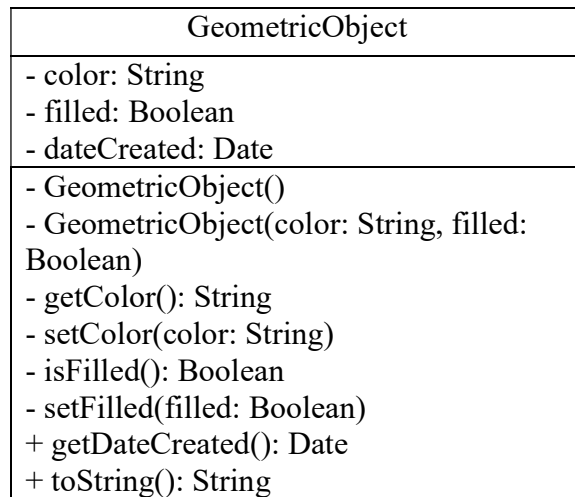 GeometricObject
- color: String
- filled: Boolean
- dateCreated: Date
- GeometricObject()
- GeometricObject(color: String, filled:
Boolean)
- getColor(): String
- setColor(color: String)
- isFilled(): Boolean
- setFilled(filled: Boolean)
+ getDateCreated(): Date
+ toString(): String